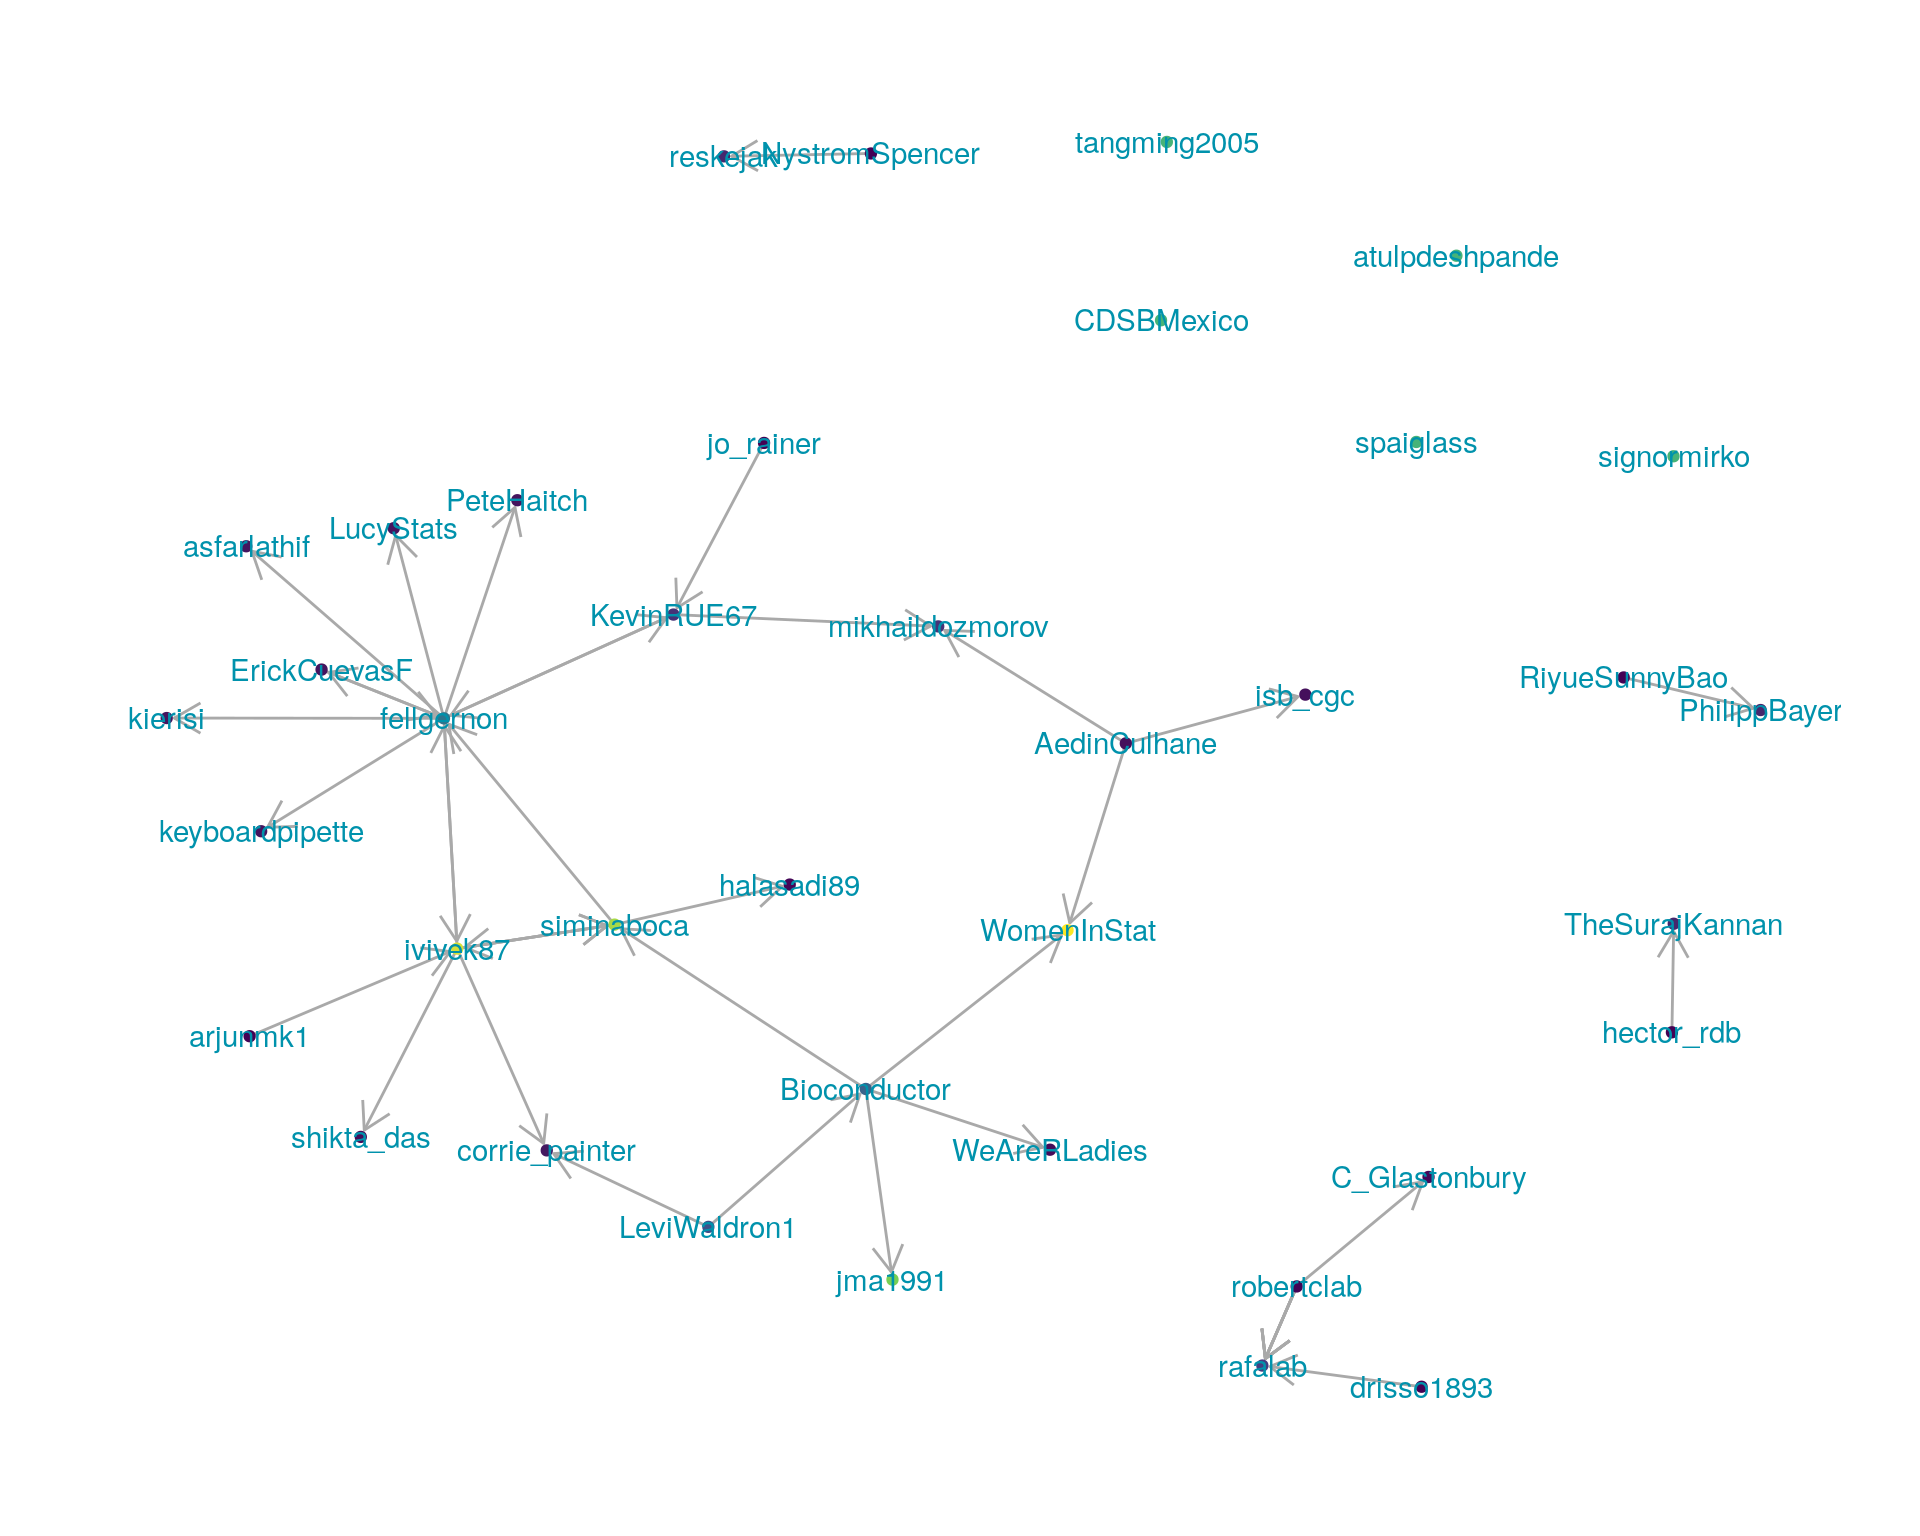 tangming2005
reskejak
NystromSpencer
atulpdeshpande
CDSBMexico
jo_rainer
spaiglass
signormirko
PeteHaitch
LucyStats
asfarlathif
KevinRUE67
mikhaildozmorov
ErickCuevasF
RiyueSunnyBao
isb_cgc
PhilippBayer
kierisi
fellgernon
AedinCulhane
keyboardpipette
halasadi89
TheSurajKannan
siminaboca
WomenInStat
ivivek87
hector_rdb
arjunmk1
Bioconductor
shikta_das
corrie_painter
WeAreRLadies
C_Glastonbury
LeviWaldron1
jma1991
robertclab
rafalab
drisso1893